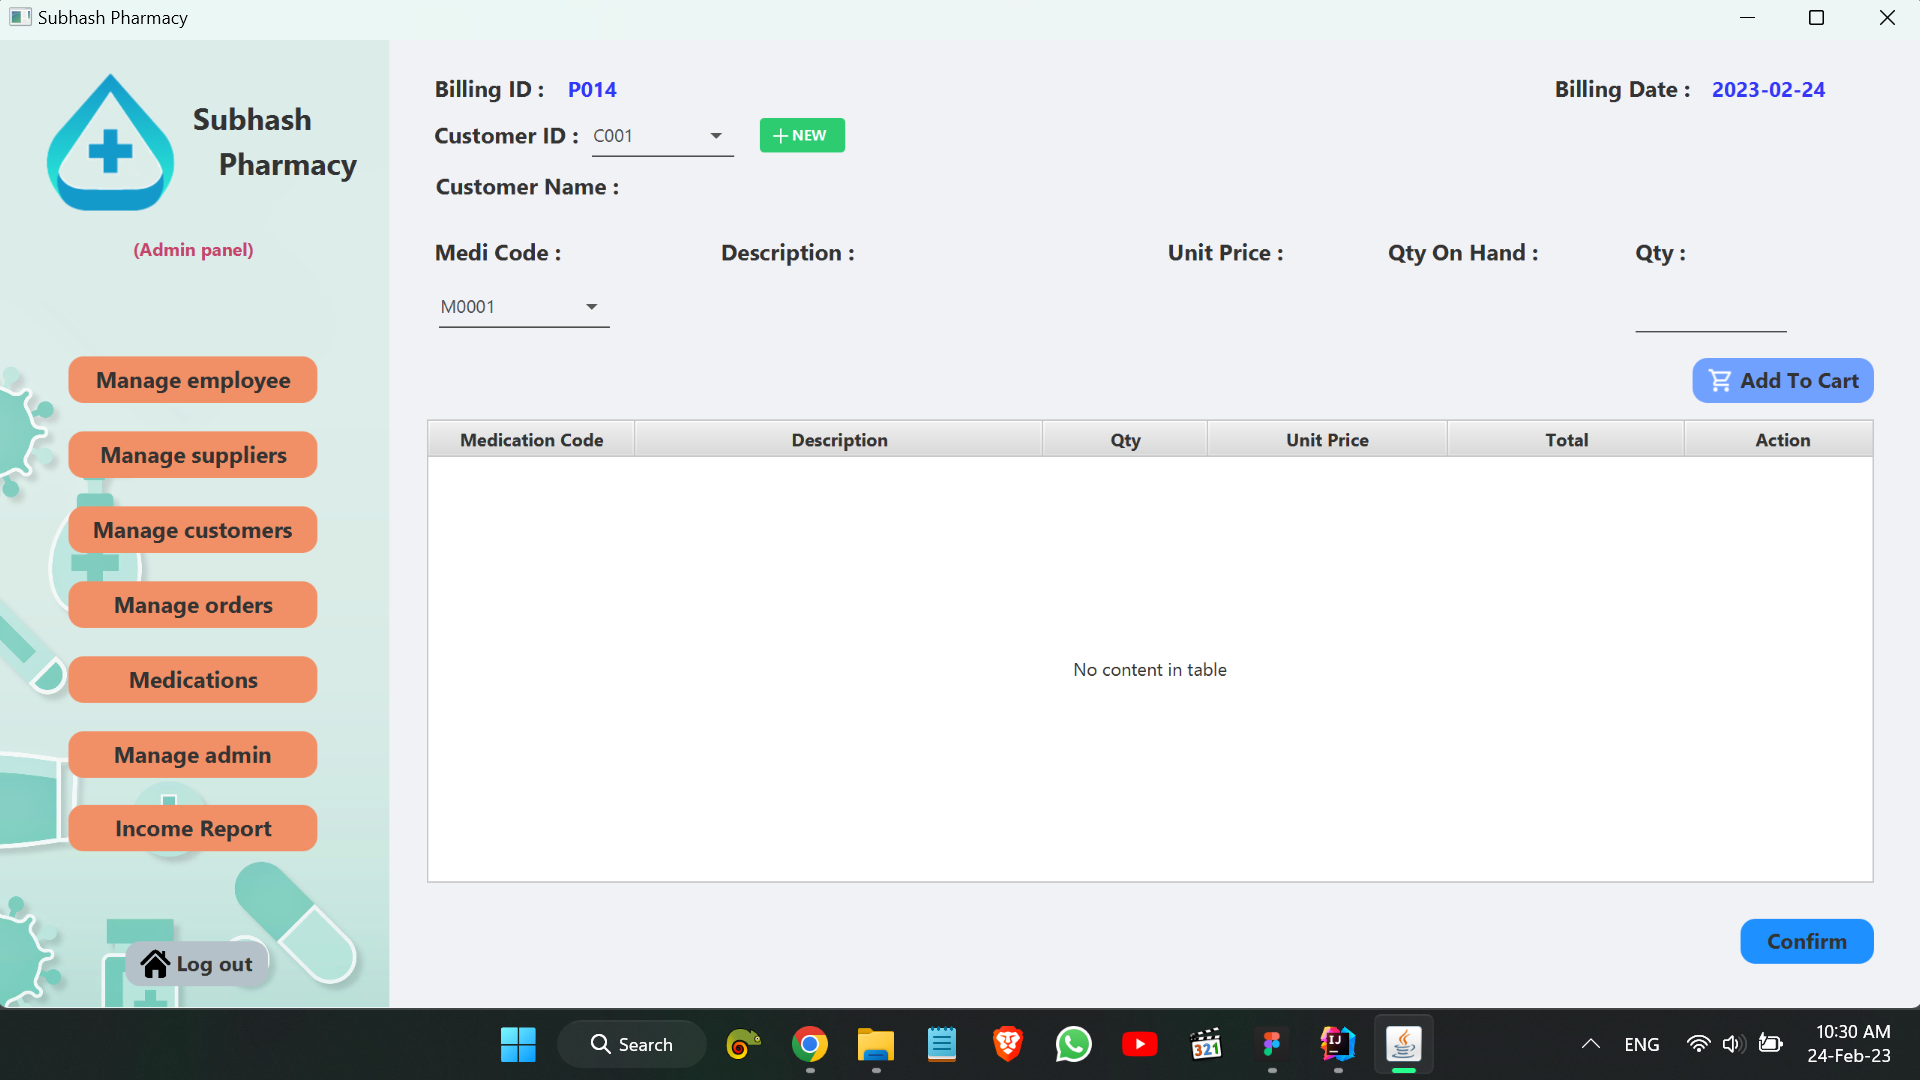 Subhash Pharmacy
Subhash
Pharmacy
(Admin panel)
Manage employee
Manage suppliers
Manage customers
Manage orders
Medications
Manage admin
Income Report
Log out
Billing ID : P014
Billing Date : 2023-02-24
Customer ID : C001
NEW
Customer Name :
Medi Code : Description : Unit Price : Qty On Hand : Qty :
M0001
Add To Cart
Medication Code Description Qty Unit Price Total Action
No content in table
Confirm
Search
321
IJ
ENG
10:30 AM
24-Feb-23